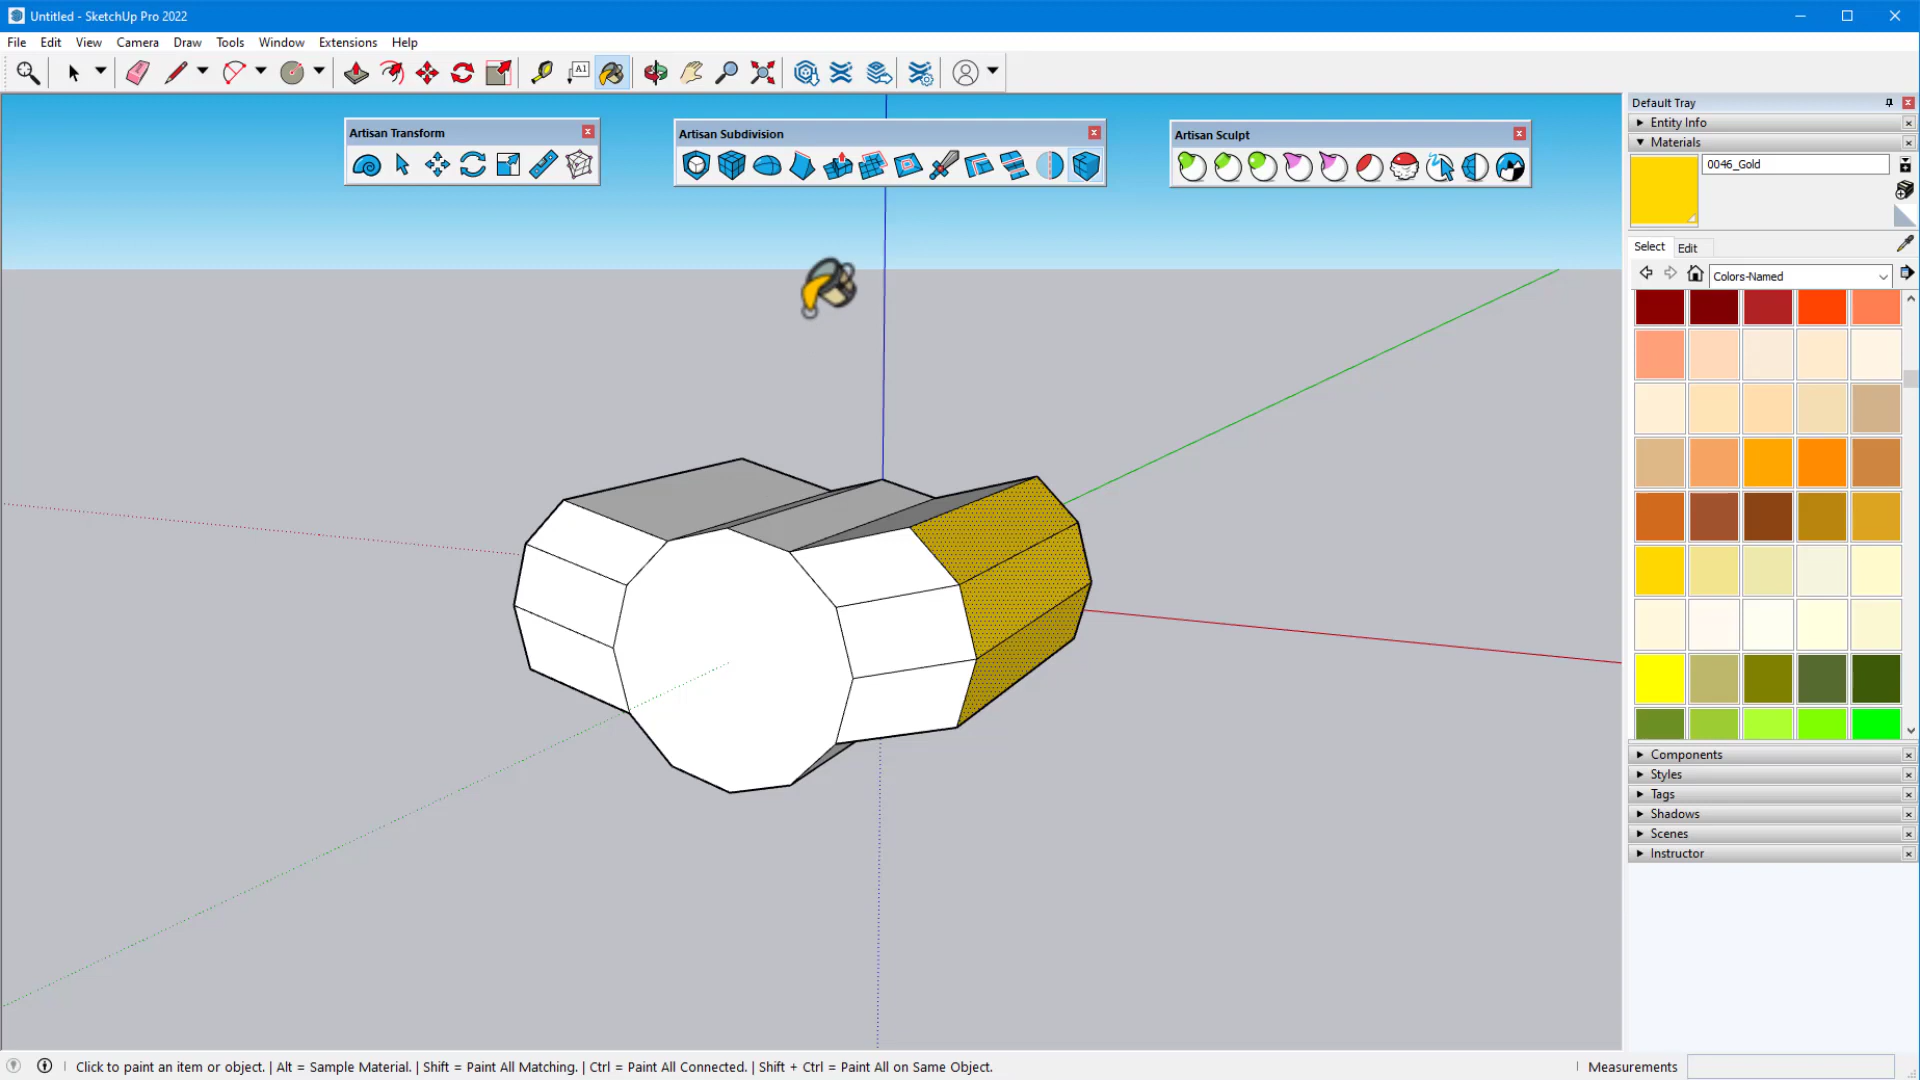 Untitled - SketchUp Pro 2022
File Edit View Camera Draw Tools Window Extensions Help
A1
Default Tray
Artisan Transform
Artisan Subdivision
Artisan Sculpt
Entity Info
Materials
0046_Gold
Select Edit
Colors-Named
Components
Styles
Tags
Shadows
Scenes
Instructor
Click to paint an item or object. | Alt = Sample Material. | Shift = Paint All Matching. | Ctrl = Paint All Connected. | Shift + Ctrl = Paint All on Same Object.
Measurements